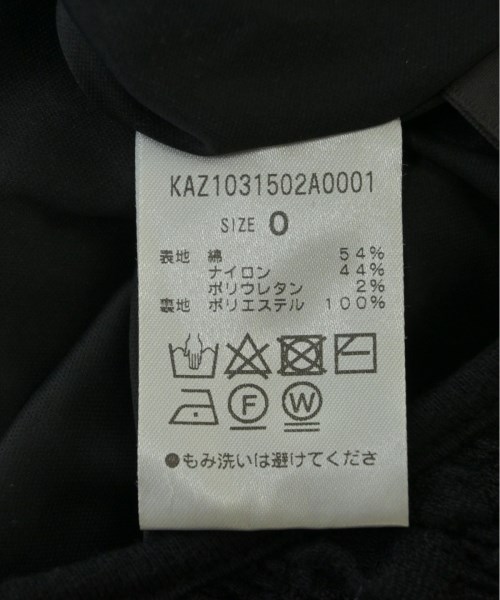 KAZ1031502A0001
SIZE 0
表地 綿 54%
ナイロン 44%
ポリウレタン 2%
裏地 ポリエステル 100%
F W
●もみ洗いは避けてくださ